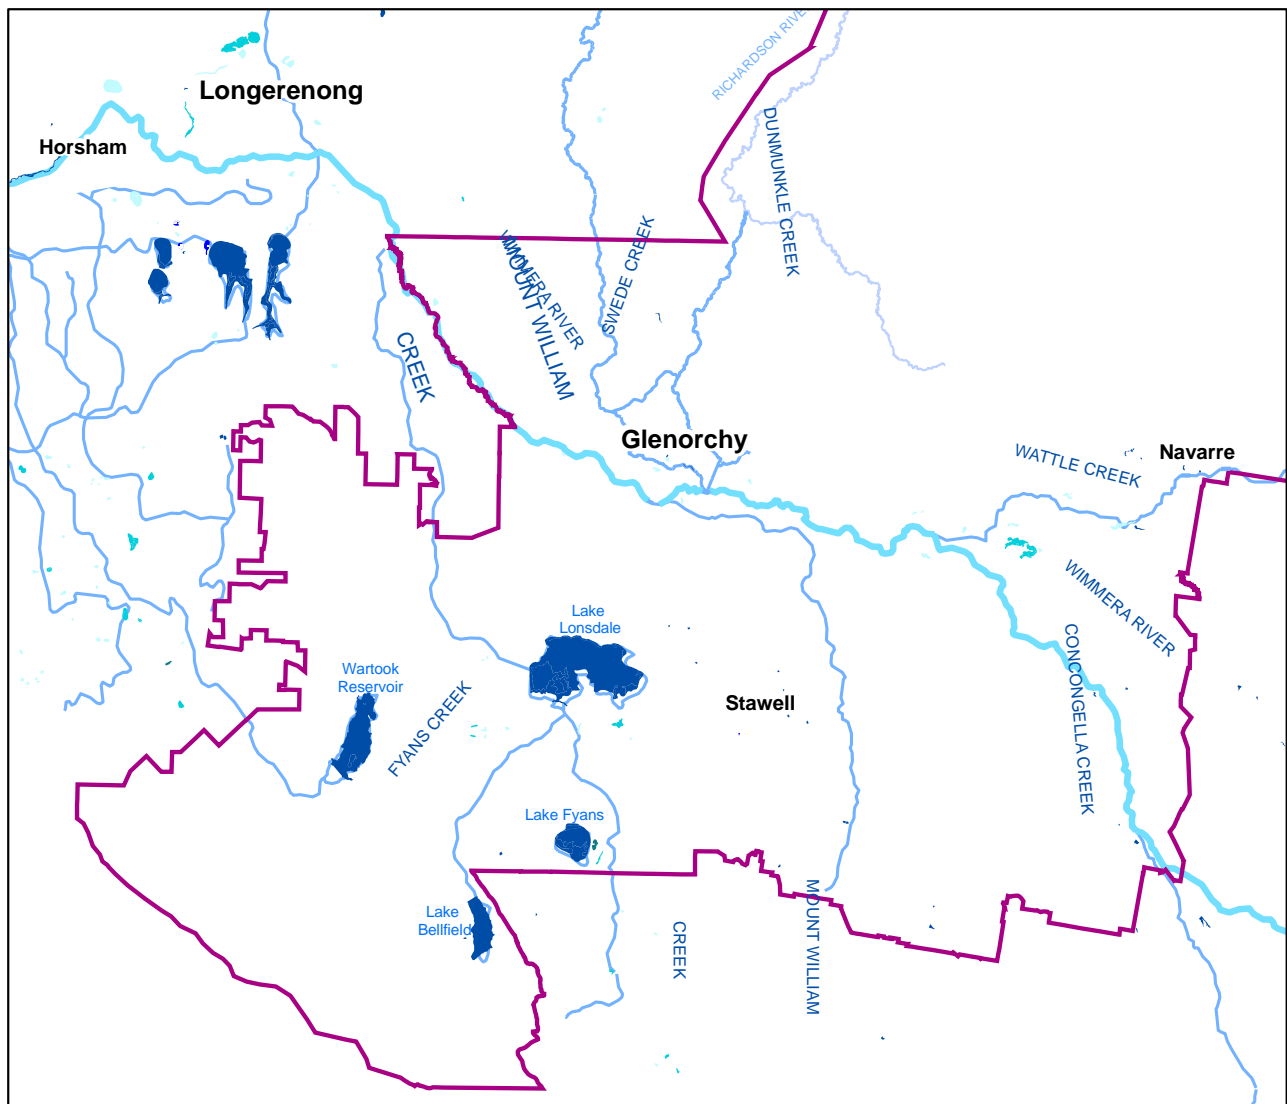 RICHARDSON RIVE
Longerenong
Horsham
DUNMUNKLE CREEK
SWEDE CREEK
WIMMERA RIVER
MOUNT WILLIAM
CREEK
Glenorchy
Navarre
WATTLE CREEK
WIMMERA RIVER
Lake
Lonsdale
CONCONGELLA CREEK
Wartook
Reservoir
FYANS CREEK
Stawell
Lake Fyans
Lake
Bellfield
CREEK
MOUNT WILLIAM